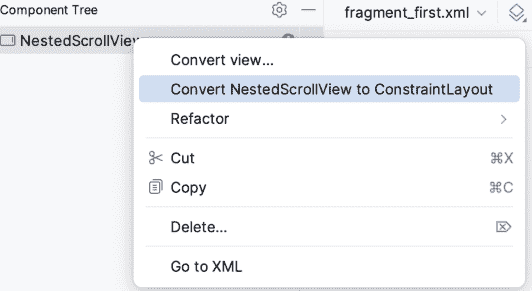 Component Tree
fragment_first.xml
NestedScrollView
Convert view...
Convert NestedScrollView to ConstraintLayout
Refactor
Cut ⌘X
Copy ⌘C
Delete...
Go to XML